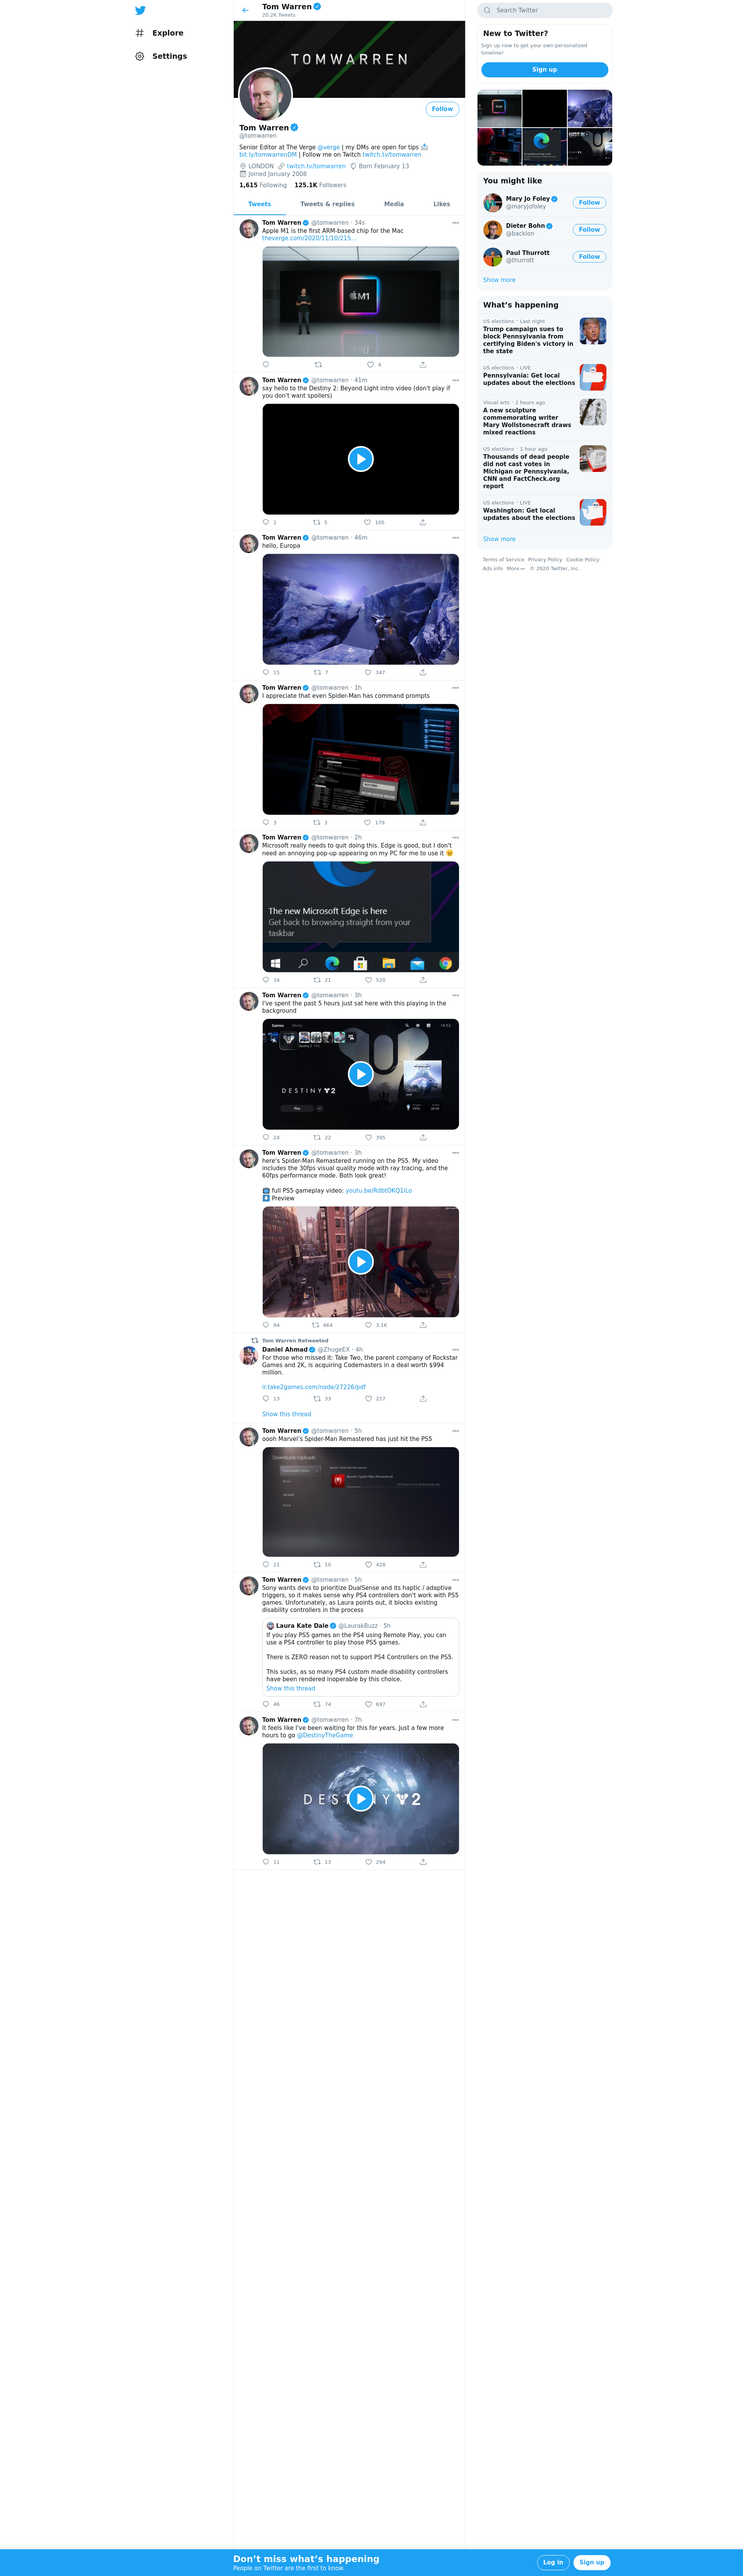 Explore
Settings
Tom Warren
20.2K Tweets
TOMWARREN
Follow
Tom Warren
@tomwarren
Senior Editor at The Verge @verge | my DMs are open for tips 📩
bit.ly/tomwarrenDM | Follow me on Twitch twitch.tv/tomwarren
LONDON twitch.tv/tomwarren Born February 13
Joined January 2008
1,615 Following 125.1K Followers
Tweets Tweets & replies Media Likes
Tom Warren @tomwarren · 34s
Apple M1 is the first ARM-based chip for the Mac
theverge.com/2020/11/10/215…
M1
4
Tom Warren @tomwarren · 41m
say hello to the Destiny 2: Beyond Light intro video (don't play if
you don't want spoilers)
2 5 105
Tom Warren @tomwarren · 46m
hello, Europa
15 7 347
Tom Warren @tomwarren · 1h
I appreciate that even Spider-Man has command prompts
3 3 179
Tom Warren @tomwarren · 2h
Microsoft really needs to quit doing this. Edge is good, but I don't
need an annoying pop-up appearing on my PC for me to use it 😠
The new Microsoft Edge is here
Get back to browsing straight from your
taskbar
34 21 520
Tom Warren @tomwarren · 3h
I've spent the past 5 hours just sat here with this playing in the
background
Games Media 14:53
DESTINY 2
Play
24 22 395
Tom Warren @tomwarren · 3h
here's Spider-Man Remastered running on the PS5. My video
includes the 30fps visual quality mode with ray tracing, and the
60fps performance mode. Both look great!
full PS5 gameplay video: youtu.be/RdbtOKQ1iLo
Preview
94 464 3.1K
Tom Warren Retweeted
Daniel Ahmad @ZhugeEX · 4h
For those who missed it: Take Two, the parent company of Rockstar
Games and 2K, is acquiring Codemasters in a deal worth $994
million.
ir.take2games.com/node/27226/pdf
13 33 217
Show this thread
Tom Warren @tomwarren · 5h
oooh Marvel's Spider-Man Remastered has just hit the PS5
Downloads/Uploads
21 10 428
Tom Warren @tomwarren · 5h
Sony wants devs to prioritize DualSense and its haptic / adaptive
triggers, so it makes sense why PS4 controllers don't work with PS5
games. Unfortunately, as Laura points out, it blocks existing
disability controllers in the process
Laura Kate Dale @LaurakBuzz · 5h
If you play PS5 games on the PS4 using Remote Play, you can
use a PS4 controller to play those PS5 games.
There is ZERO reason not to support PS4 Controllers on the PS5.
This sucks, as so many PS4 custom made disability controllers
have been rendered inoperable by this choice.
Show this thread
46 74 697
Tom Warren @tomwarren · 7h
It feels like I've been waiting for this for years. Just a few more
hours to go @DestinyTheGame
DESTINY 2
11 13 294
Search Twitter
New to Twitter?
Sign up now to get your own personalized
timeline!
Sign up
You might like
Mary Jo Foley
@maryjofoley
Follow
Dieter Bohn
@backlon
Follow
Paul Thurrott
@thurrott
Follow
Show more
What's happening
US elections · Last night
Trump campaign sues to
block Pennsylvania from
certifying Biden's victory in
the state
US elections · LIVE
Pennsylvania: Get local
updates about the elections
Visual arts · 2 hours ago
A new sculpture
commemorating writer
Mary Wollstonecraft draws
mixed reactions
US elections · 1 hour ago
Thousands of dead people
did not cast votes in
Michigan or Pennsylvania,
CNN and FactCheck.org
report
US elections · LIVE
Washington: Get local
updates about the elections
Show more
Terms of Service Privacy Policy Cookie Policy
Ads info More © 2020 Twitter, Inc.
Don't miss what's happening
People on Twitter are the first to know.
Log in
Sign up